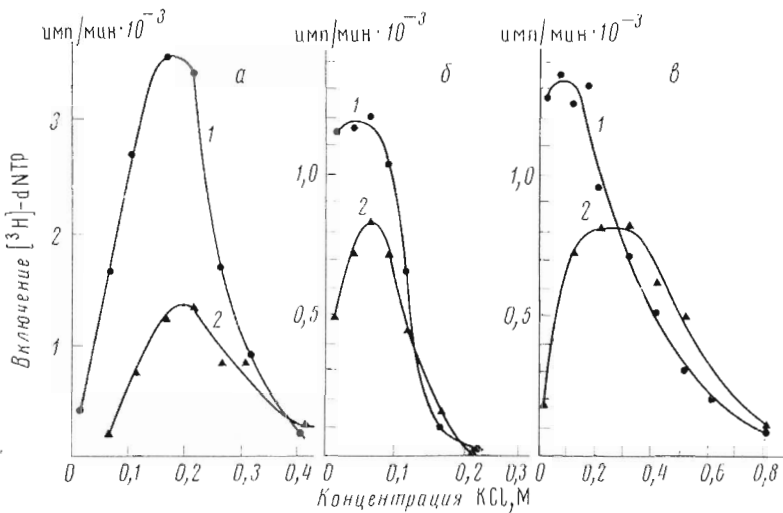 имп/мин·10⁻³ имп/мин·10⁻³ имп/мин·10⁻³
а б в
1 1 1
3
1,0 1,0
2 2
2
0,5 0,5
2
1
Включение [³H]-dNTP
0 0,1 0,2 0,3 0,4 0 0,1 0,2 0,3 0 0,2 0,4 0,6 0,8
Концентрация KCl, M